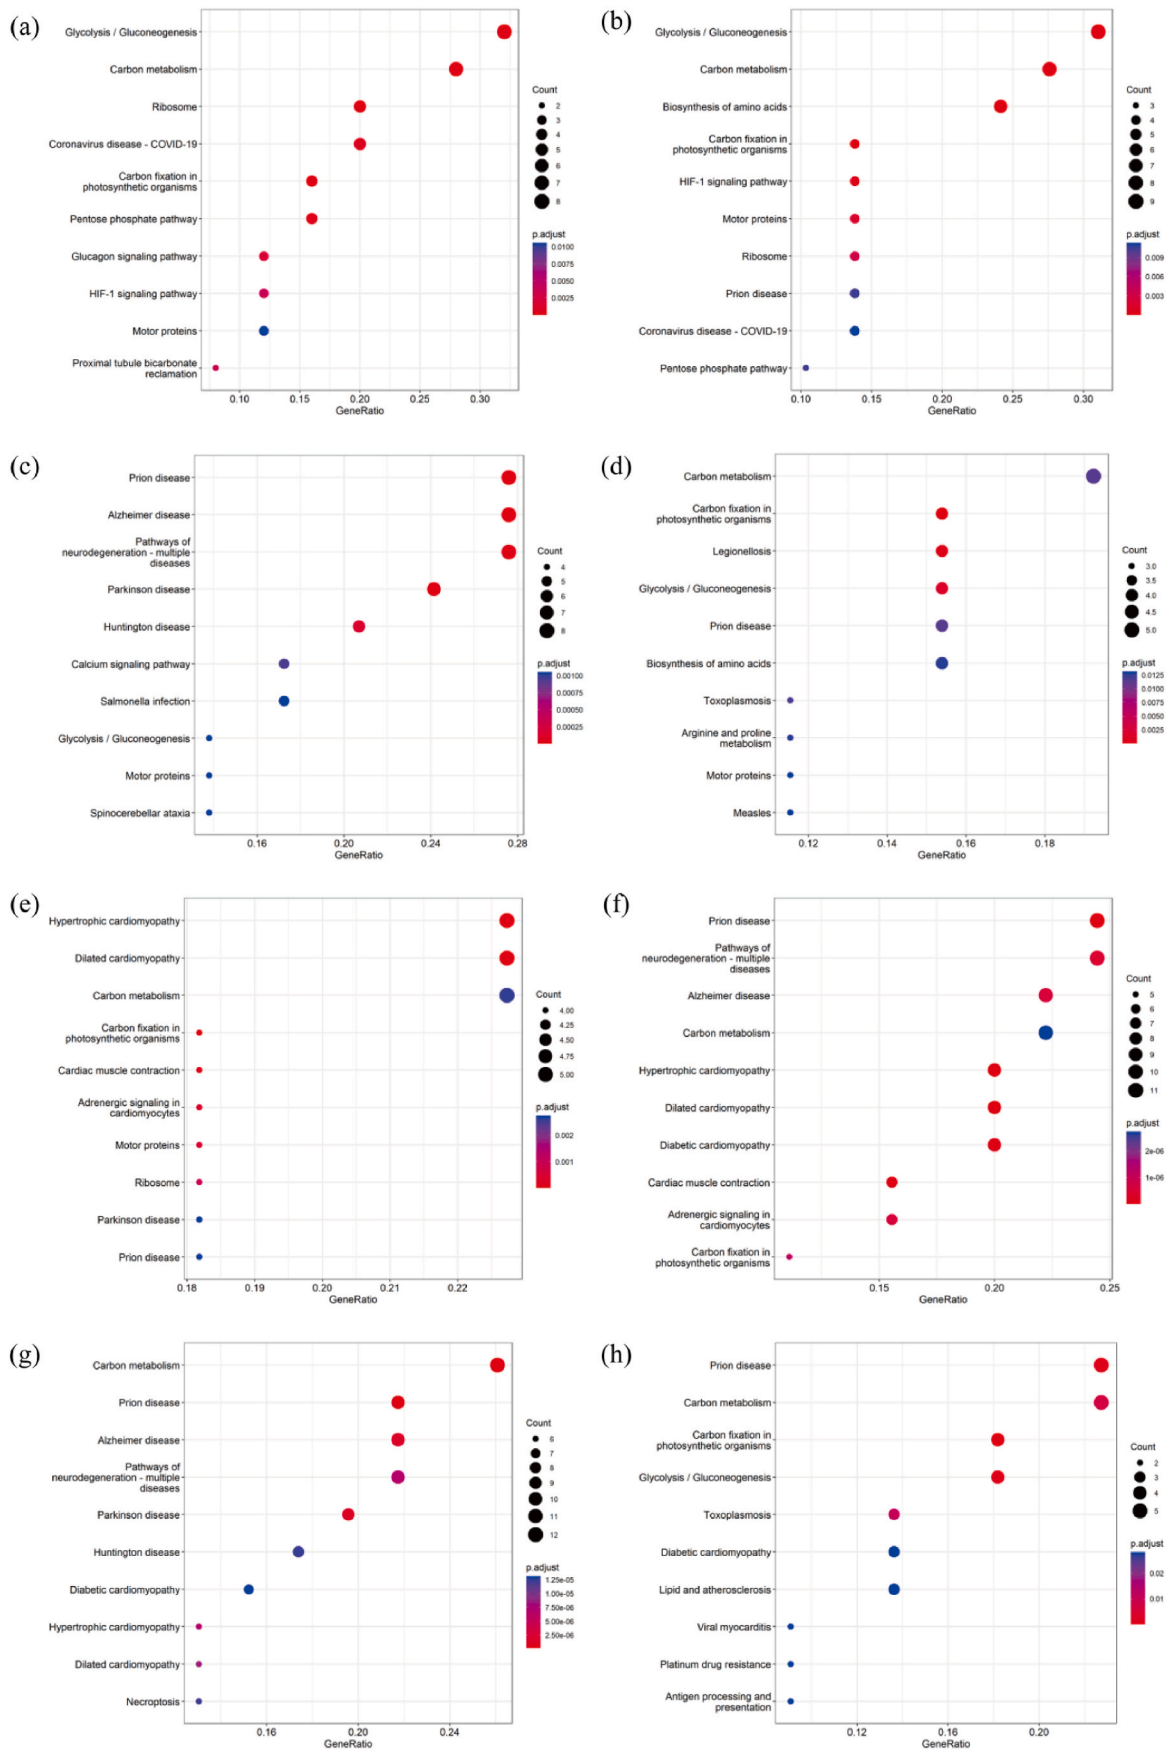 (a)
Glycolysis / Gluconeogenesis
Carbon metabolism
Ribosome
Coronavirus disease - COVID-19
Carbon fixation in
photosynthetic organisms
Pentose phosphate pathway
Glucagon signaling pathway
HIF-1 signaling pathway
Motor proteins
Proximal tubule bicarbonate
reclamation
0.10 0.15 0.20 0.25 0.30
GeneRatio
Count
2
3
4
5
6
7
8
p.adjust
0.0100
0.0075
0.0050
0.0025
(b)
Glycolysis / Gluconeogenesis
Carbon metabolism
Biosynthesis of amino acids
Carbon fixation in
photosynthetic organisms
HIF-1 signaling pathway
Motor proteins
Ribosome
Prion disease
Coronavirus disease - COVID-19
Pentose phosphate pathway
0.10 0.15 0.20 0.25 0.30
GeneRatio
Count
3
4
5
6
7
8
9
p.adjust
0.009
0.006
0.003
(c)
Prion disease
Alzheimer disease
Pathways of
neurodegeneration - multiple
diseases
Parkinson disease
Huntington disease
Calcium signaling pathway
Salmonella infection
Glycolysis / Gluconeogenesis
Motor proteins
Spinocerebellar ataxia
0.16 0.20 0.24 0.28
GeneRatio
Count
4
5
6
7
8
p.adjust
0.00100
0.00075
0.00050
0.00025
(d)
Carbon metabolism
Carbon fixation in
photosynthetic organisms
Legionellosis
Glycolysis / Gluconeogenesis
Prion disease
Biosynthesis of amino acids
Toxoplasmosis
Arginine and proline
metabolism
Motor proteins
Measles
0.12 0.14 0.16 0.18
GeneRatio
Count
3.0
3.5
4.0
4.5
5.0
p.adjust
0.0125
0.0100
0.0075
0.0050
0.0025
(e)
Hypertrophic cardiomyopathy
Dilated cardiomyopathy
Carbon metabolism
Carbon fixation in
photosynthetic organisms
Cardiac muscle contraction
Adrenergic signaling in
cardiomyocytes
Motor proteins
Ribosome
Parkinson disease
Prion disease
0.18 0.19 0.20 0.21 0.22
GeneRatio
Count
4.00
4.25
4.50
4.75
5.00
p.adjust
0.002
0.001
(f)
Prion disease
Pathways of
neurodegeneration - multiple
diseases
Alzheimer disease
Carbon metabolism
Hypertrophic cardiomyopathy
Dilated cardiomyopathy
Diabetic cardiomyopathy
Cardiac muscle contraction
Adrenergic signaling in
cardiomyocytes
Carbon fixation in
photosynthetic organisms
0.15 0.20 0.25
GeneRatio
Count
5
6
7
8
9
10
11
p.adjust
2e-06
1e-06
(g)
Carbon metabolism
Prion disease
Alzheimer disease
Pathways of
neurodegeneration - multiple
diseases
Parkinson disease
Huntington disease
Diabetic cardiomyopathy
Hypertrophic cardiomyopathy
Dilated cardiomyopathy
Necroptosis
0.16 0.20 0.24
GeneRatio
Count
6
7
8
9
10
11
12
p.adjust
1.25e-05
1.00e-05
7.50e-06
5.00e-06
2.50e-06
(h)
Prion disease
Carbon metabolism
Carbon fixation in
photosynthetic organisms
Glycolysis / Gluconeogenesis
Toxoplasmosis
Diabetic cardiomyopathy
Lipid and atherosclerosis
Viral myocarditis
Platinum drug resistance
Antigen processing and
presentation
0.12 0.16 0.20
GeneRatio
Count
2
3
4
5
p.adjust
0.02
0.01